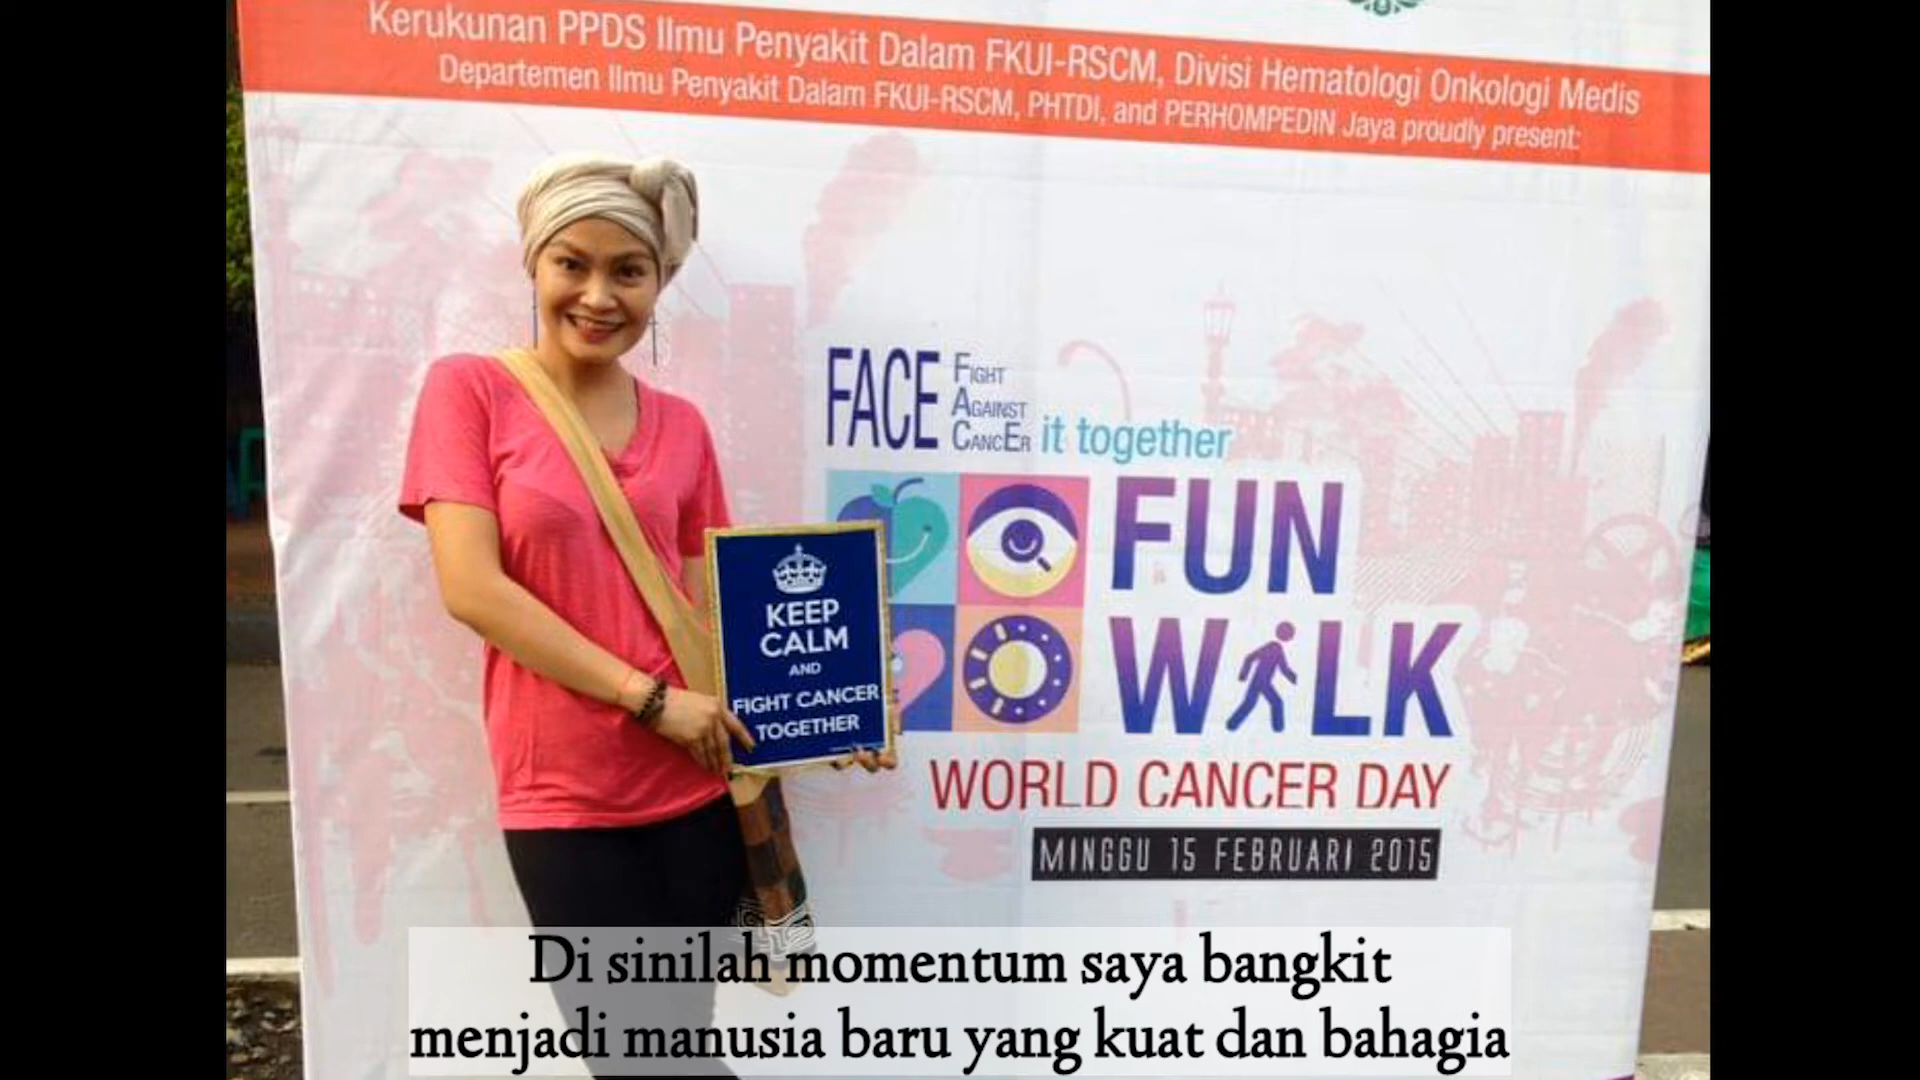 Kerukunan PPDS Ilmu Penyakit Dalam FKUI-RSCM, Divisi Hematologi Onkologi Medis
Departemen Ilmu Penyakit Dalam FKUI-RSCM, PHTDI, and PERHOMPEDIN Jaya proudly present:
FACE FIGHT AGAINST CANCER it together
FUN
WALK
WORLD CANCER DAY
MINGGU 15 FEBRUARI 2015
KEEP
CALM
AND
FIGHT CANCER
TOGETHER
Di sinilah momentum saya bangkit
menjadi manusia baru yang kuat dan bahagia